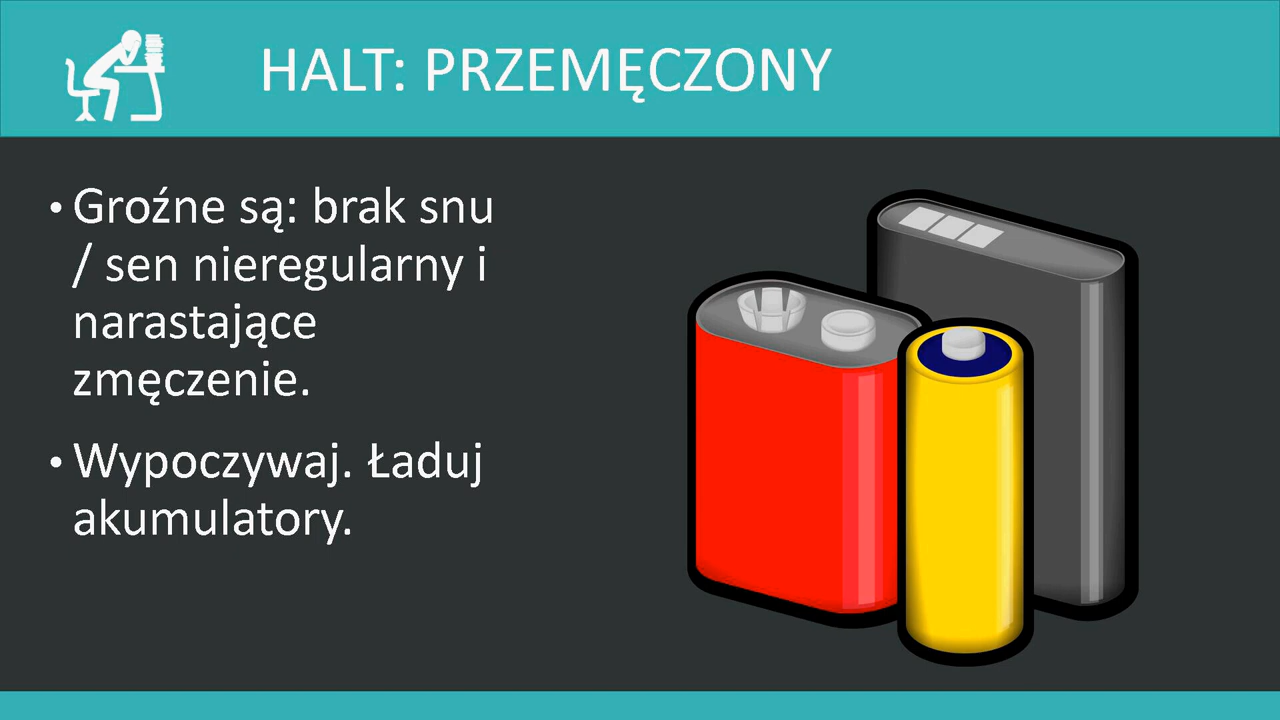 HALT: PRZEMĘCZONY
• Groźne są: brak snu
/ sen nieregularny i
narastające
zmęczenie.
• Wypoczywaj. Ładuj
akumulatory.